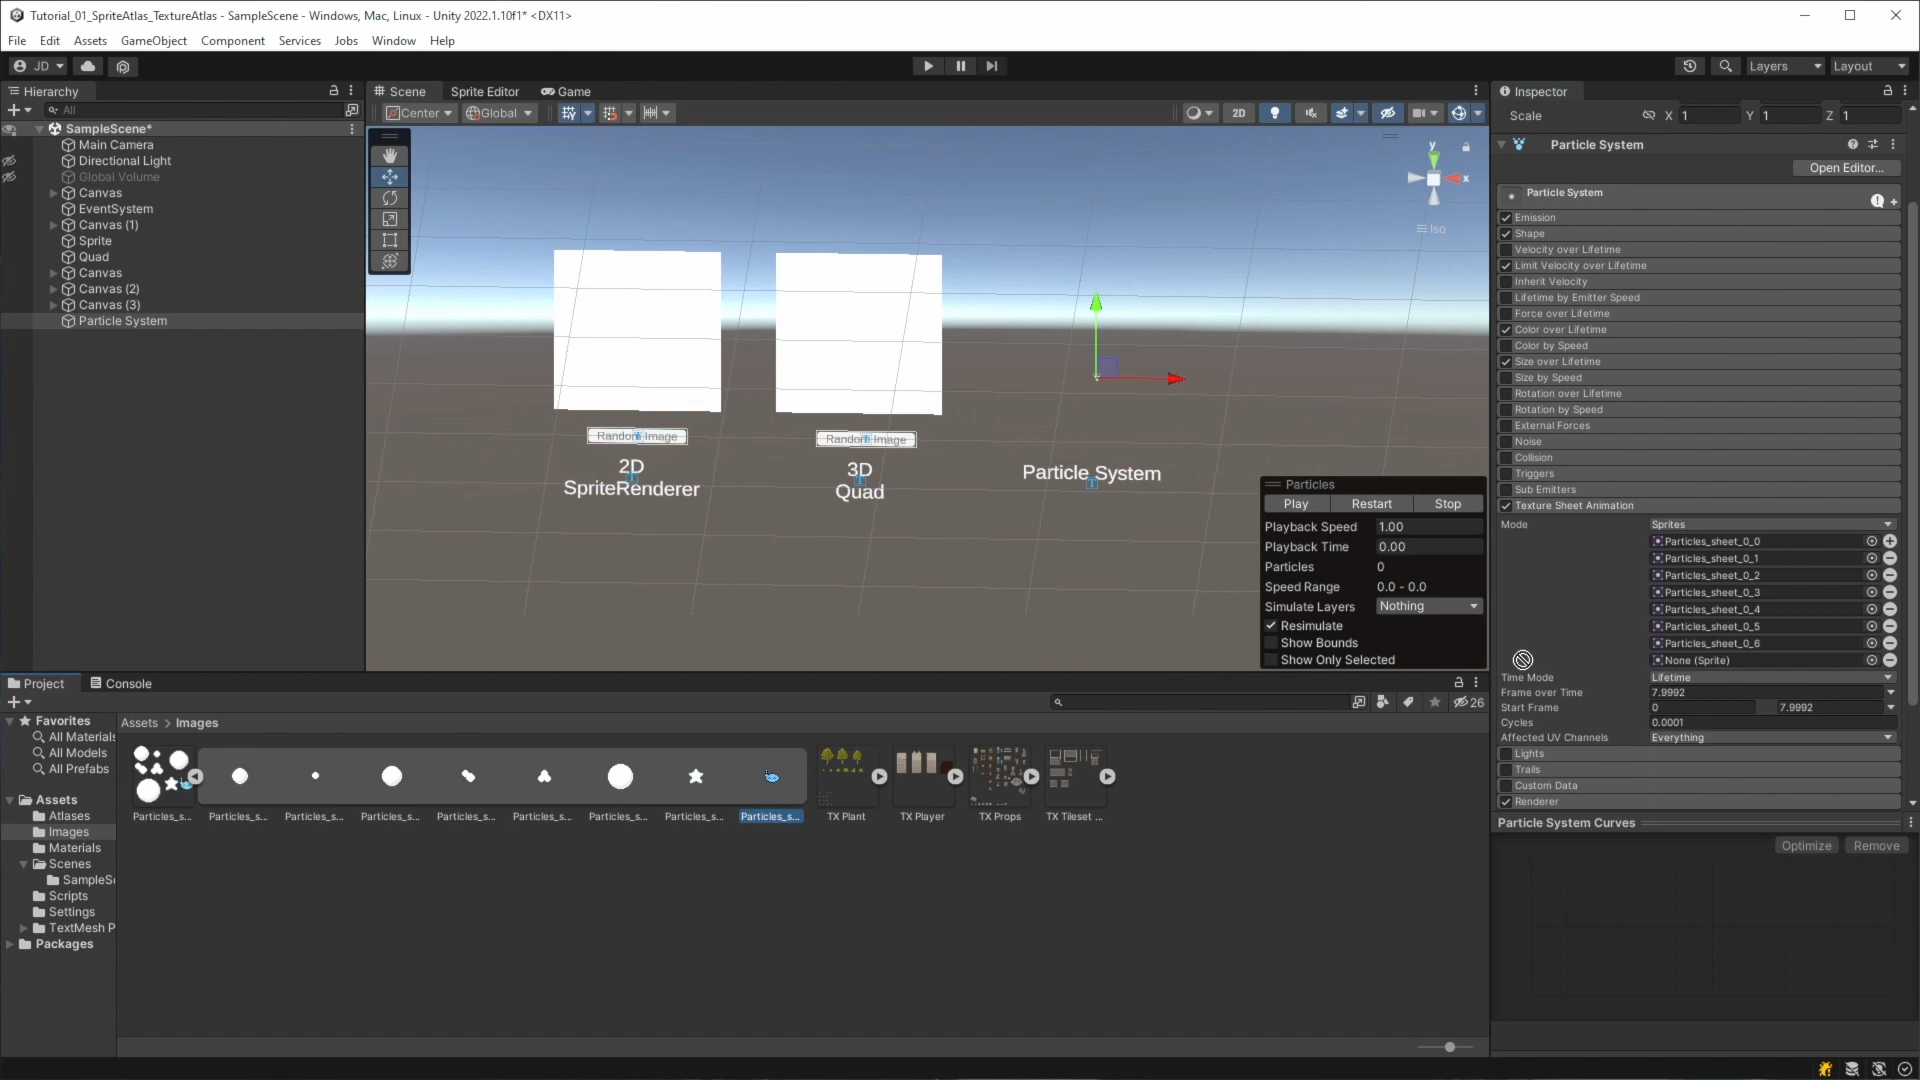 Tutorial_01_SpriteAtlas_TextureAtlas - SampleScene - Windows, Mac, Linux - Unity 2022.1.10f1* <DX11>
File Edit Assets GameObject Component Services Jobs Window Help
JD
Layers
Layout
Hierarchy
All
SampleScene*
Main Camera
Directional Light
Global Volume
Canvas
EventSystem
Canvas (1)
Sprite
Quad
Canvas
Canvas (2)
Canvas (3)
Particle System
Scene
Sprite Editor
Game
Center
Global
2D
y
x
Iso
Random Image
Random Image
2D
SpriteRenderer
3D
Quad
Particle System
Particles
Play Restart Stop
Playback Speed 1.00
Playback Time 0.00
Particles 0
Speed Range 0.0 - 0.0
Simulate Layers Nothing
Resimulate
Show Bounds
Show Only Selected
Inspector
Scale X 1 Y 1 Z 1
Particle System
Open Editor...
Particle System
Emission
Shape
Velocity over Lifetime
Limit Velocity over Lifetime
Inherit Velocity
Lifetime by Emitter Speed
Force over Lifetime
Color over Lifetime
Color by Speed
Size over Lifetime
Size by Speed
Rotation over Lifetime
Rotation by Speed
External Forces
Noise
Collision
Triggers
Sub Emitters
Texture Sheet Animation
Mode Sprites
Particles_sheet_0_0
Particles_sheet_0_1
Particles_sheet_0_2
Particles_sheet_0_3
Particles_sheet_0_4
Particles_sheet_0_5
Particles_sheet_0_6
None (Sprite)
Time Mode Lifetime
Frame over Time 7.9992
Start Frame 0 7.9992
Cycles 0.0001
Affected UV Channels Everything
Lights
Trails
Custom Data
Renderer
Particle System Curves
Optimize Remove
Project
Console
26
Favorites
All Materials
All Models
All Prefabs
Assets
Atlases
Images
Materials
Scenes
SampleSc
Scripts
Settings
TextMesh P
Packages
Assets > Images
Particles_s... Particles_s... Particles_s... Particles_s... Particles_s... Particles_s... Particles_s... Particles_s... Particles_s... TX Plant TX Player TX Props TX Tileset ...